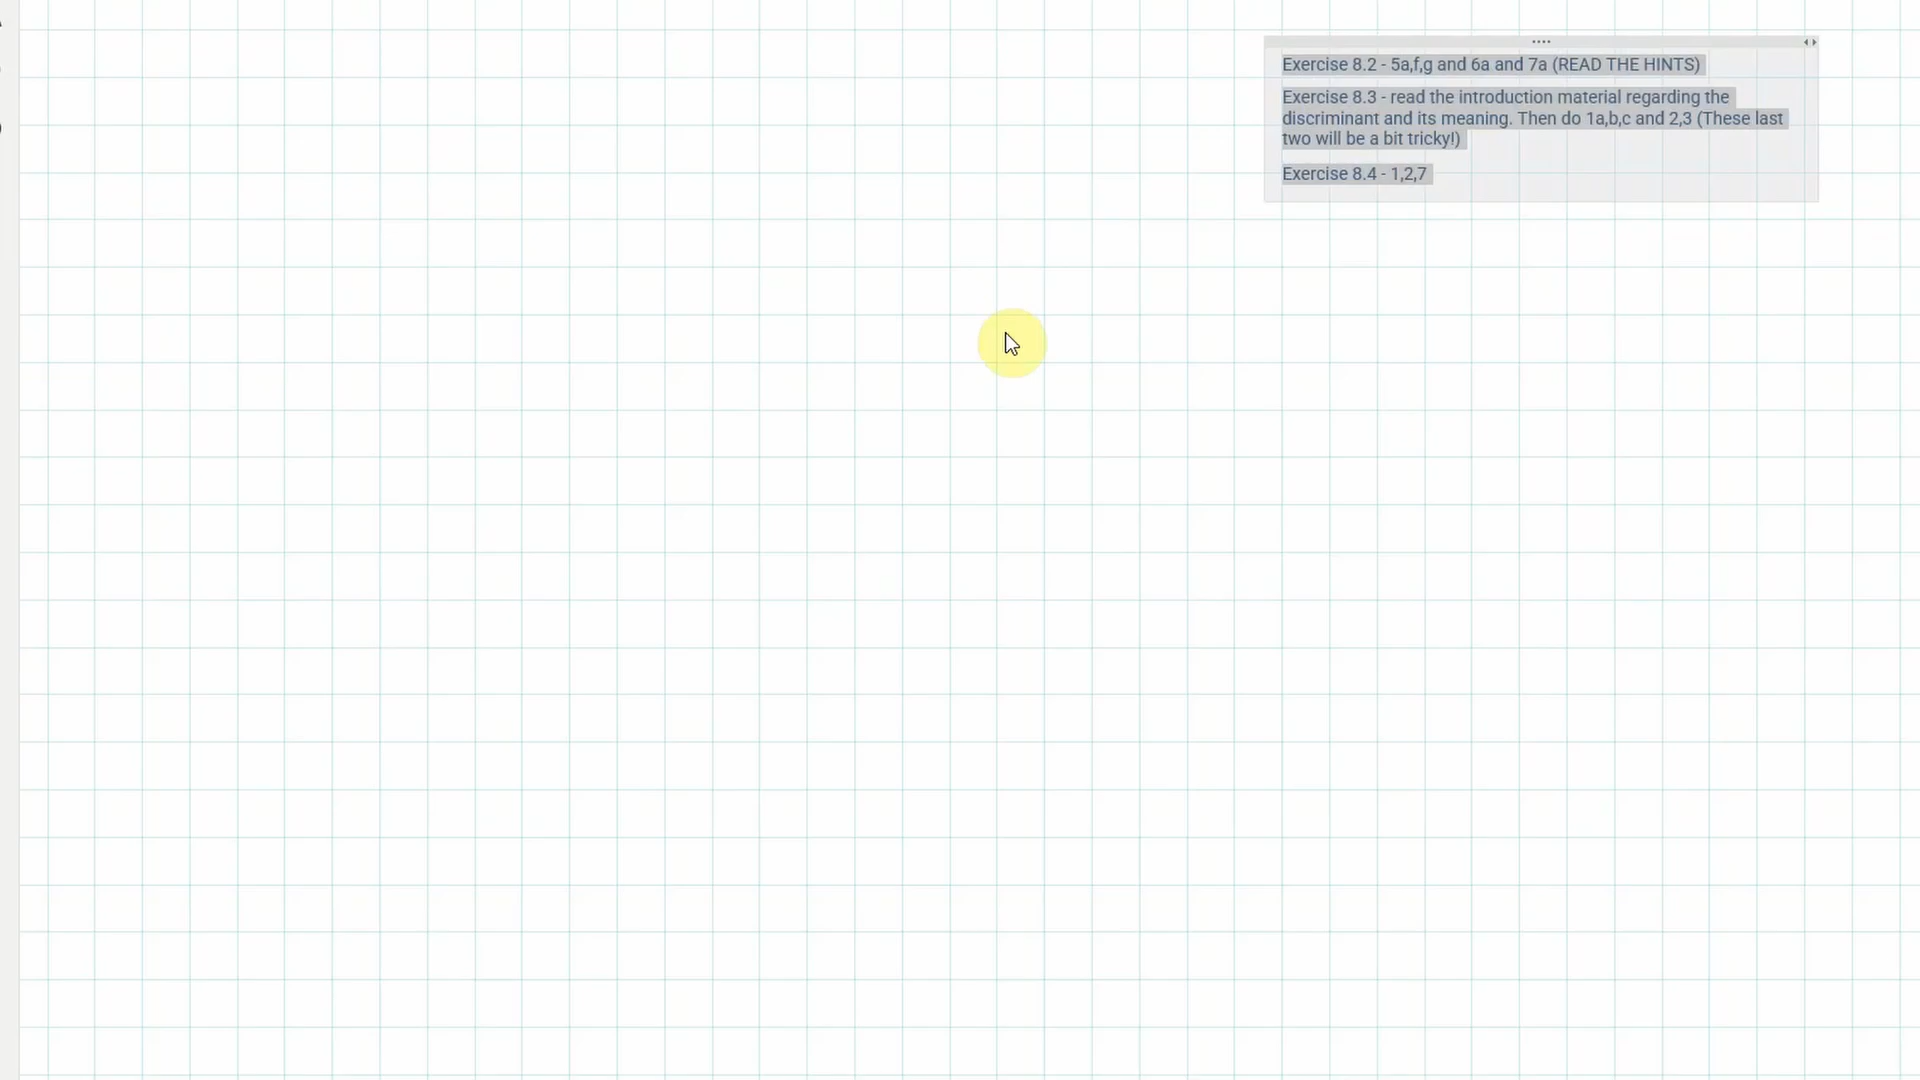 Exercise 8.2 - 5a,f,g and 6a and 7a (READ THE HINTS)
Exercise 8.3 - read the introduction material regarding the
discriminant and its meaning. Then do 1a,b,c and 2,3 (These last
two will be a bit tricky!)
Exercise 8.4 - 1,2,7